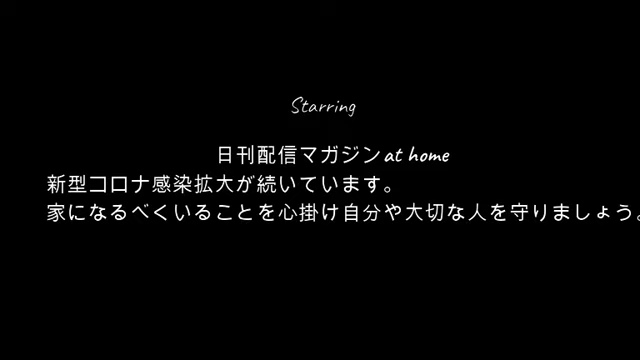 Starring
日刊配信マガジンat home
新型コロナ感染拡大が続いています。
家になるべくいることを心掛け自分や大切な人を守りましょう。